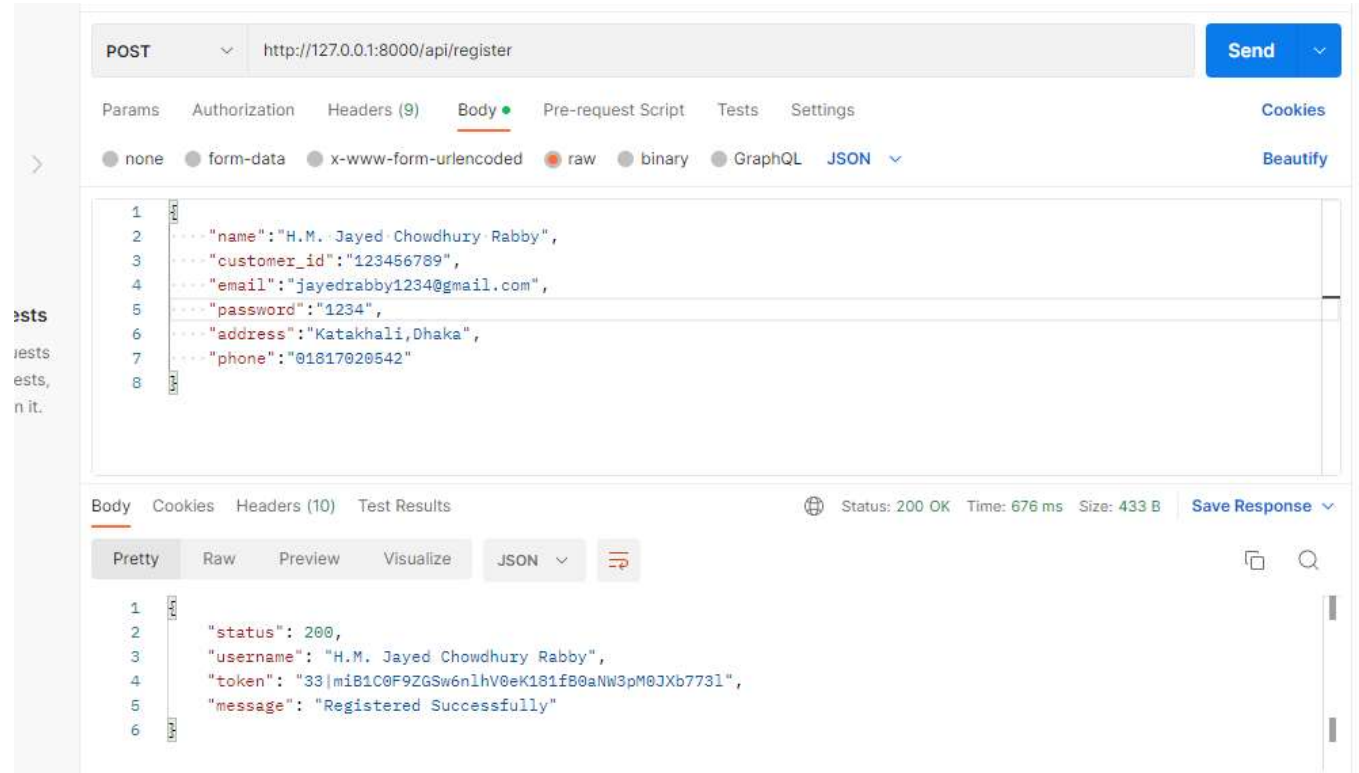 POST http://127.0.0.1:8000/api/register Send
Params Authorization Headers (9) Body Pre-request Script Tests Settings Cookies
none form-data x-www-form-urlencoded raw binary GraphQL JSON Beautify
1 {
2 "name":"H.M. Jayed Chowdhury Rabby",
3 "customer_id":"123456789",
4 "email":"jayedrabby1234@gmail.com",
5 "password":"1234",
6 "address":"Katakhali,Dhaka",
7 "phone":"01817020542"
8 }
ests
uests
ests,
n it.
Body Cookies Headers (10) Test Results Status: 200 OK Time: 676 ms Size: 433 B Save Response
Pretty Raw Preview Visualize JSON
1 {
2 "status": 200,
3 "username": "H.M. Jayed Chowdhury Rabby",
4 "token": "33|miB1C0F9ZGSw6nlhV0eK181fB0aNW3pM0JXb773l",
5 "message": "Registered Successfully"
6 }